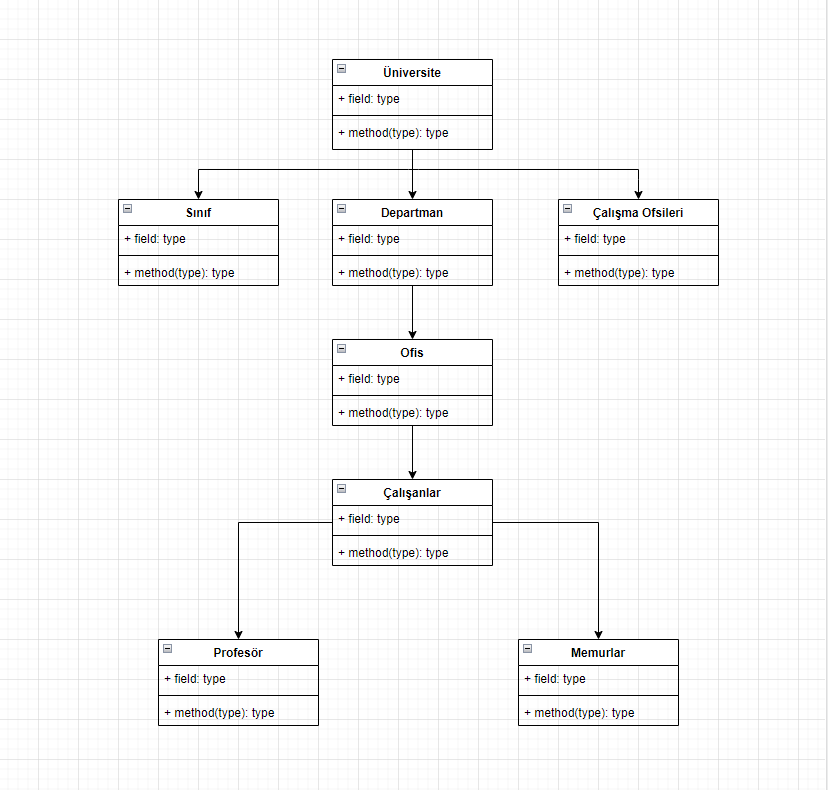 Üniversite
+ field: type
+ method(type): type
Sınıf
+ field: type
+ method(type): type
Departman
+ field: type
+ method(type): type
Çalışma Ofsileri
+ field: type
+ method(type): type
Ofis
+ field: type
+ method(type): type
Çalışanlar
+ field: type
+ method(type): type
Profesör
+ field: type
+ method(type): type
Memurlar
+ field: type
+ method(type): type